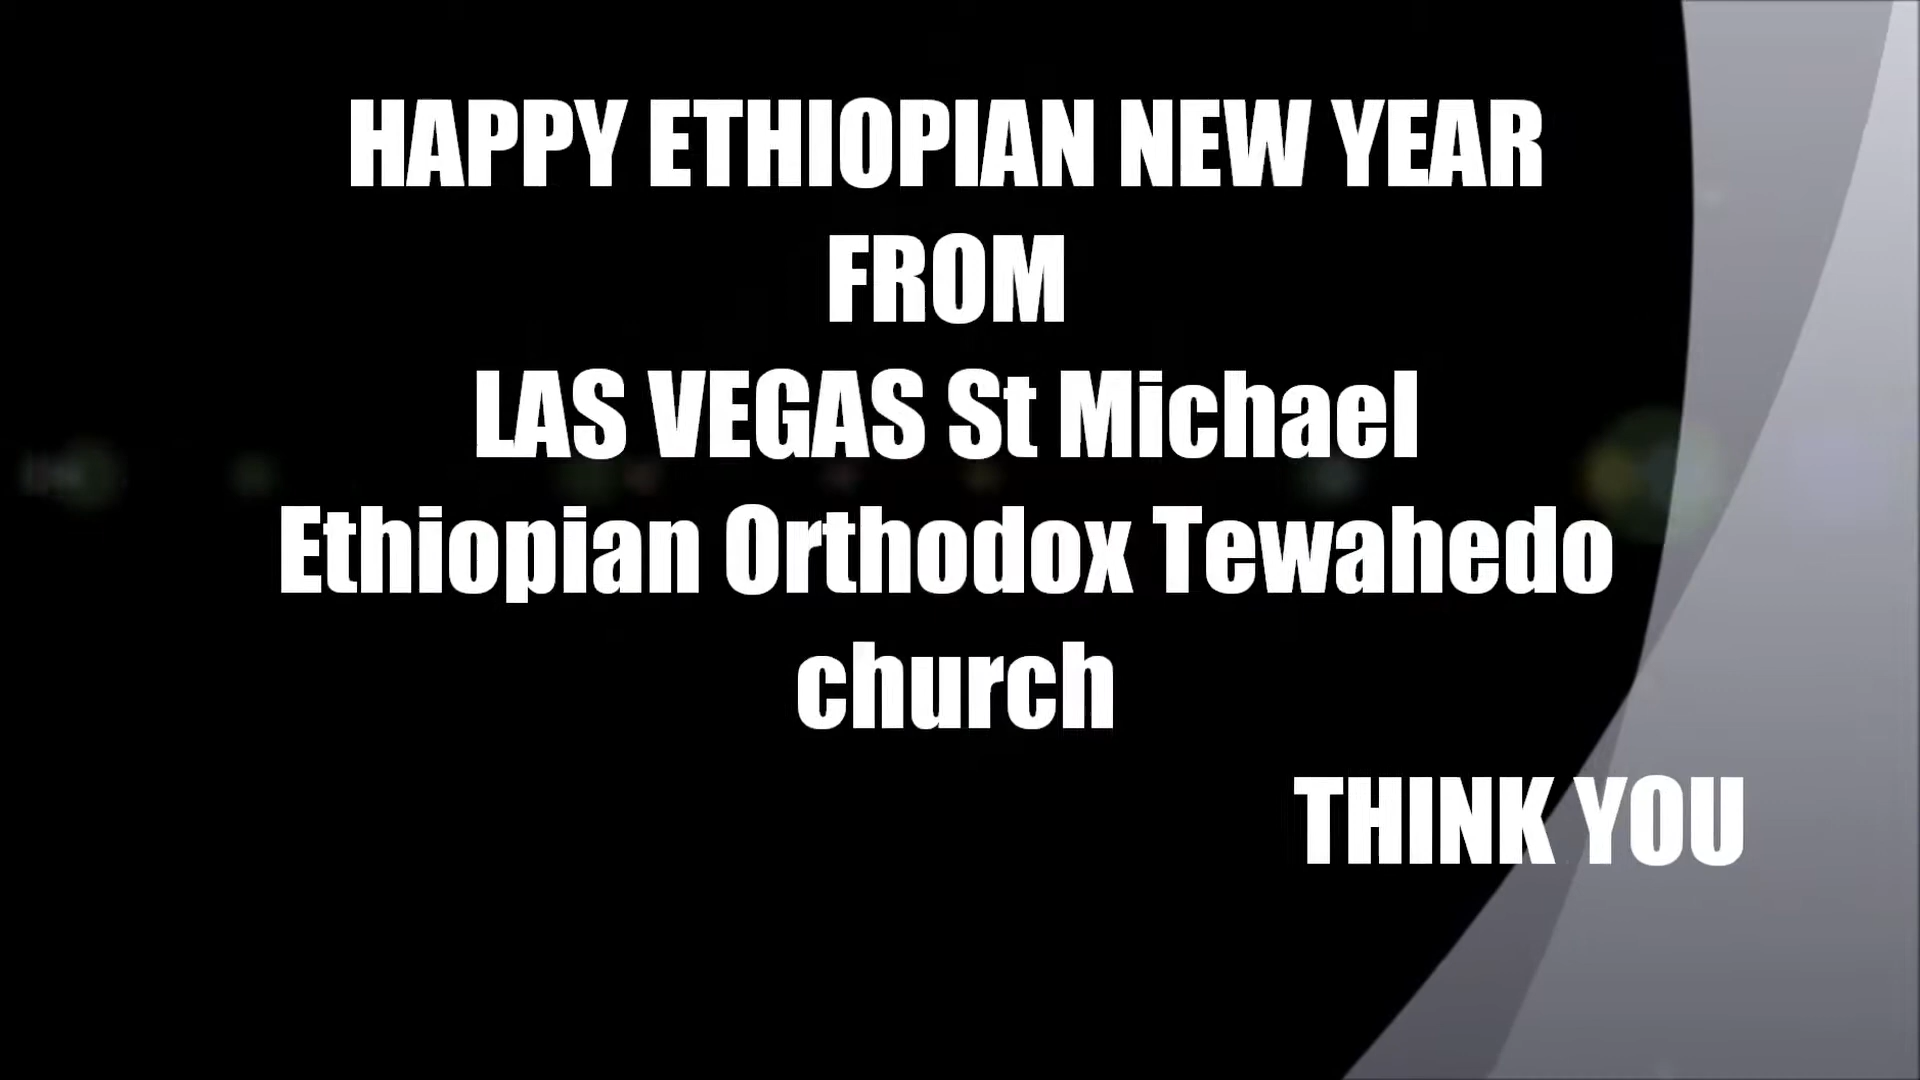 HAPPY ETHIOPIAN NEW YEAR
FROM
LAS VEGAS St Michael
Ethiopian Orthodox Tewahedo
church
THINK YOU